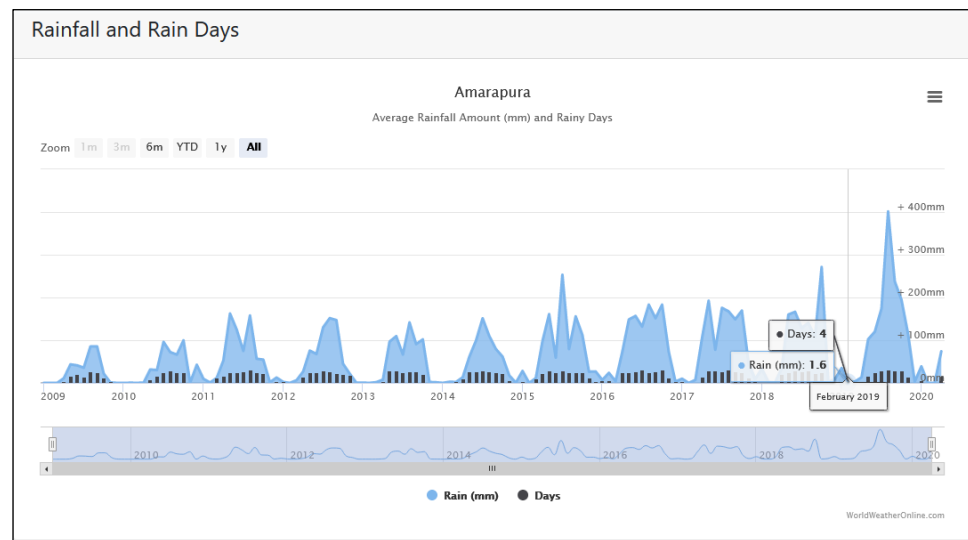 Rainfall and Rain Days
Amarapura
Average Rainfall Amount (mm) and Rainy Days
Zoom 1m 3m 6m YTD 1y All
+ 400mm
+ 300mm
+ 200mm
+ 100mm
Days: 4
Rain (mm): 1.6
0mm
February 2019
2009 2010 2011 2012 2013 2014 2015 2016 2017 2018 2020
2010 2012 2014 2016 2018 2020
Rain (mm) Days
WorldWeatherOnline.com